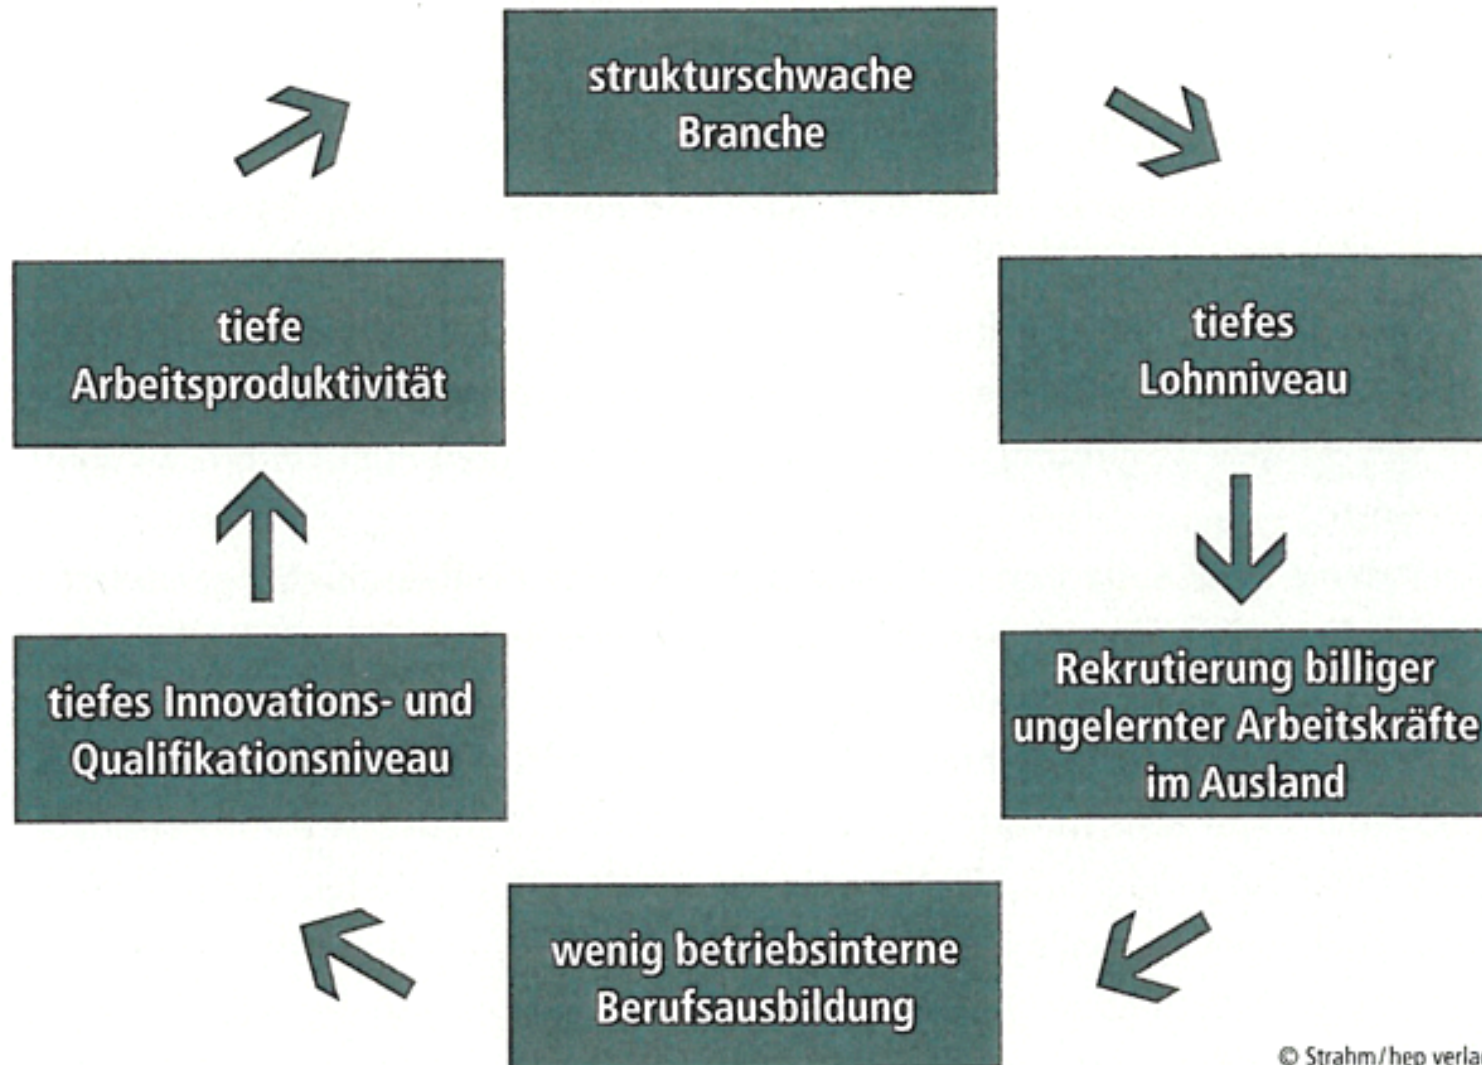 strukturschwache
Branche
tiefes
Lohnniveau
Rekrutierung billiger
ungelernter Arbeitskräfte
im Ausland
wenig betriebsinterne
Berufsausbildung
tiefes Innovations- und
Qualifikationsniveau
tiefe
Arbeitsproduktivität
© Strahm/hep verlag